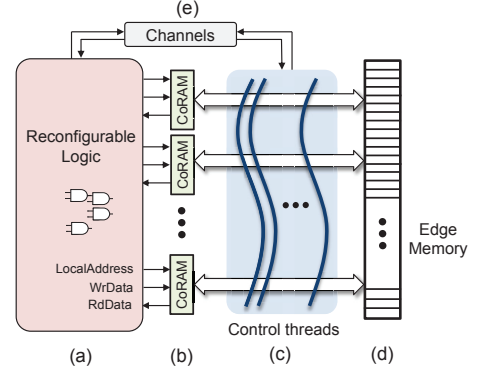 (e)
Channels
Reconfigurable
Logic
CoRAM
CoRAM
CoRAM
LocalAddress
WrData
RdData
Edge
Memory
Control threads
(a)
(b)
(c)
(d)